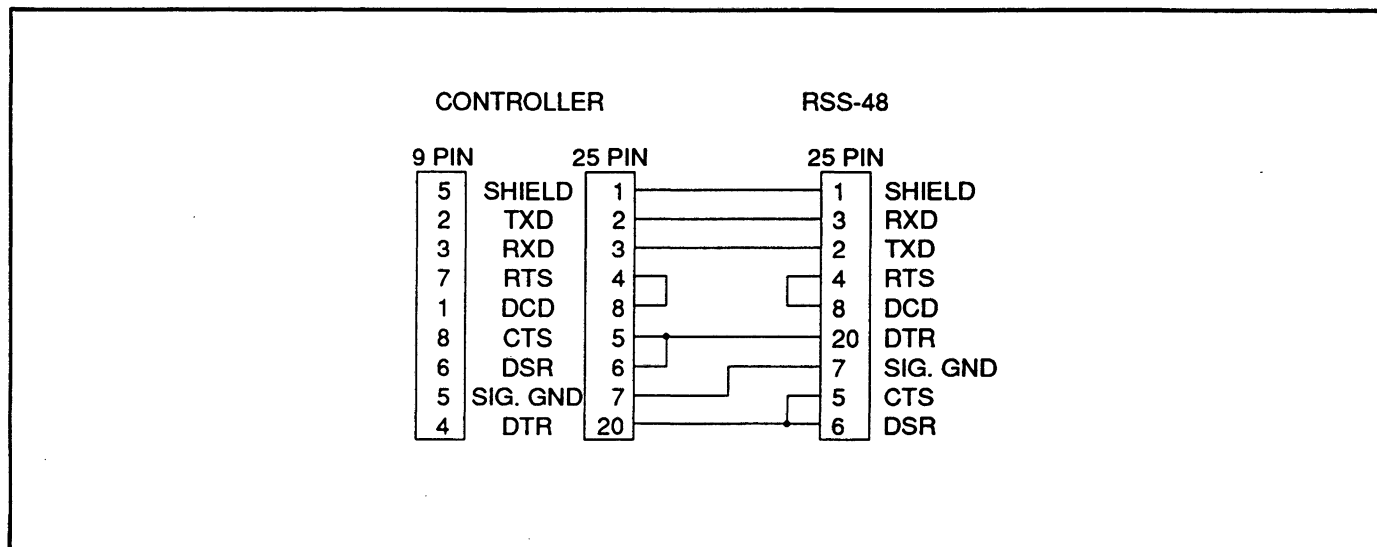 CONTROLLER RSS-48
9 PIN 25 PIN 25 PIN
5 SHIELD 1 1 SHIELD
2 TXD 2 3 RXD
3 RXD 3 2 TXD
7 RTS 4 4 RTS
1 DCD 8 8 DCD
8 CTS 5 20 DTR
6 DSR 6 7 SIG. GND
5 SIG. GND 7 5 CTS
4 DTR 20 6 DSR